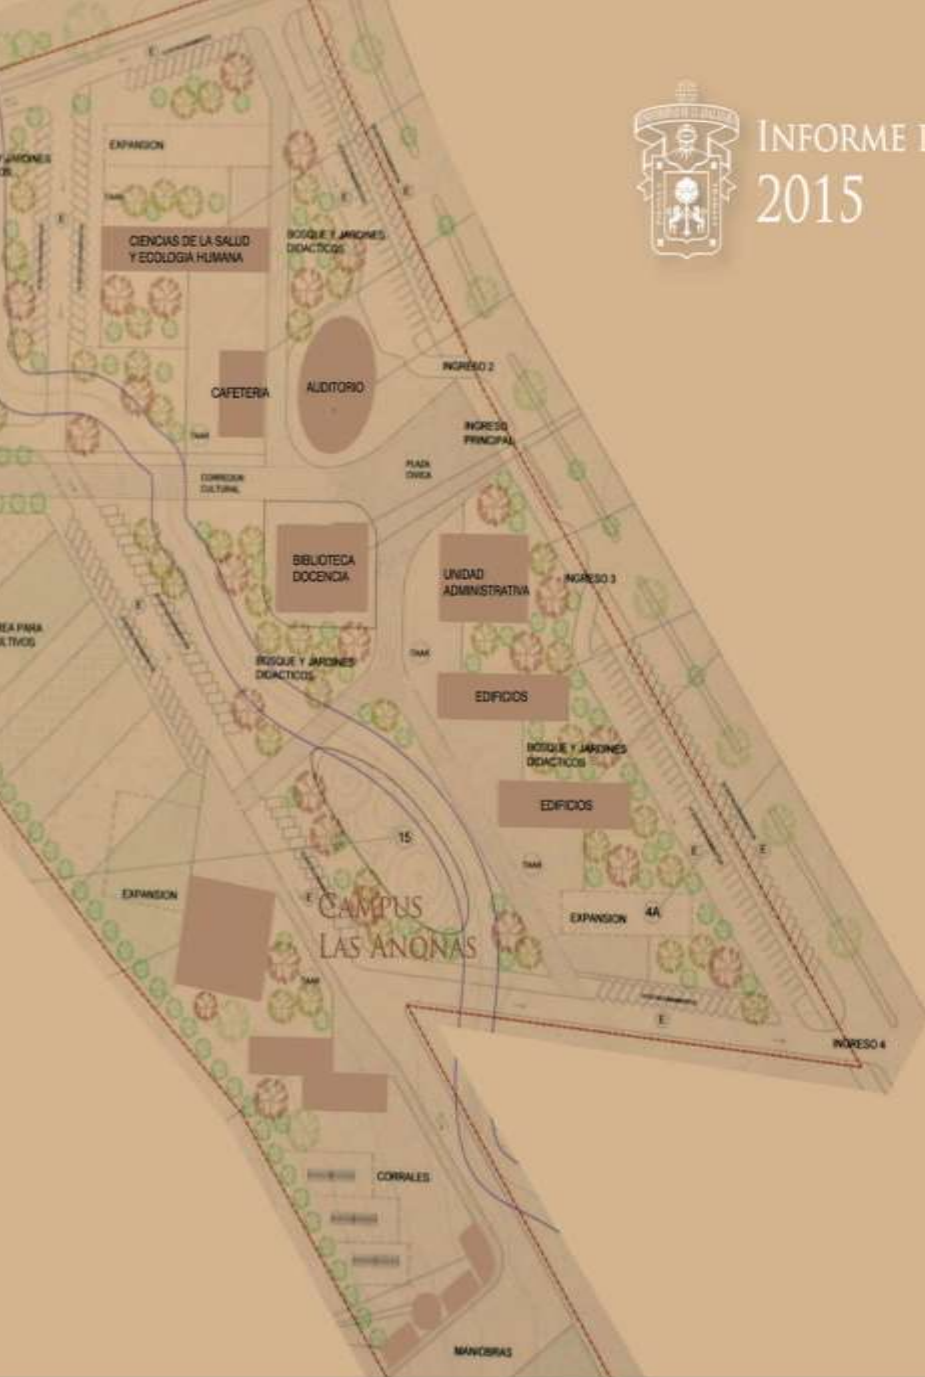 INFORME
2015
E
EXPANSION
Y JARDINES
E
E
E
CIENCIAS DE LA SALUD
Y ECOLOGIA HUMANA
BOSQUE Y JARDINES
DIDACTICOS
INGRESO 2
CAFETERIA
AUDITORIO
INGRESO
PRINCIPAL
PLAZA
CIVICA
CORREDOR
CULTURAL
BIBLIOTECA
DOCENCIA
UNIDAD
ADMINISTRATIVA
INGRESO 3
E
PARA
BOSQUE Y JARDINES
DIDACTICOS
EDIFICIOS
BOSQUE Y JARDINES
DIDACTICOS
EDIFICIOS
15
E
E
EXPANSION
E
CAMPUS
LAS ANONAS
EXPANSION
4A
E
INGRESO 4
CORRALES
MANIOBRAS